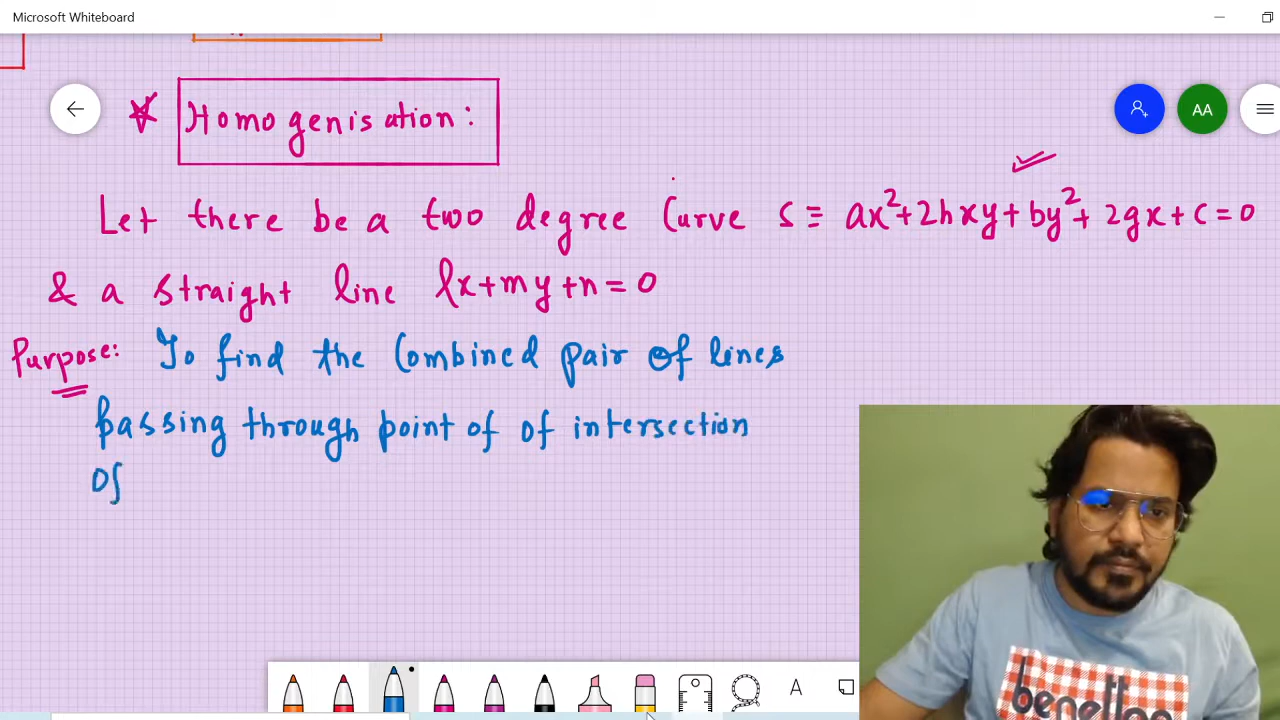 Microsoft Whiteboard
Homogenisation:
AA
Let there be a two degree Curve S ≡ ax²+2hxy+by²+2gx+c=0
& a straight line lx+my+n=0
Purpose: To find the Combined pair of lines
passing through point of of intersection
of
A
benetton